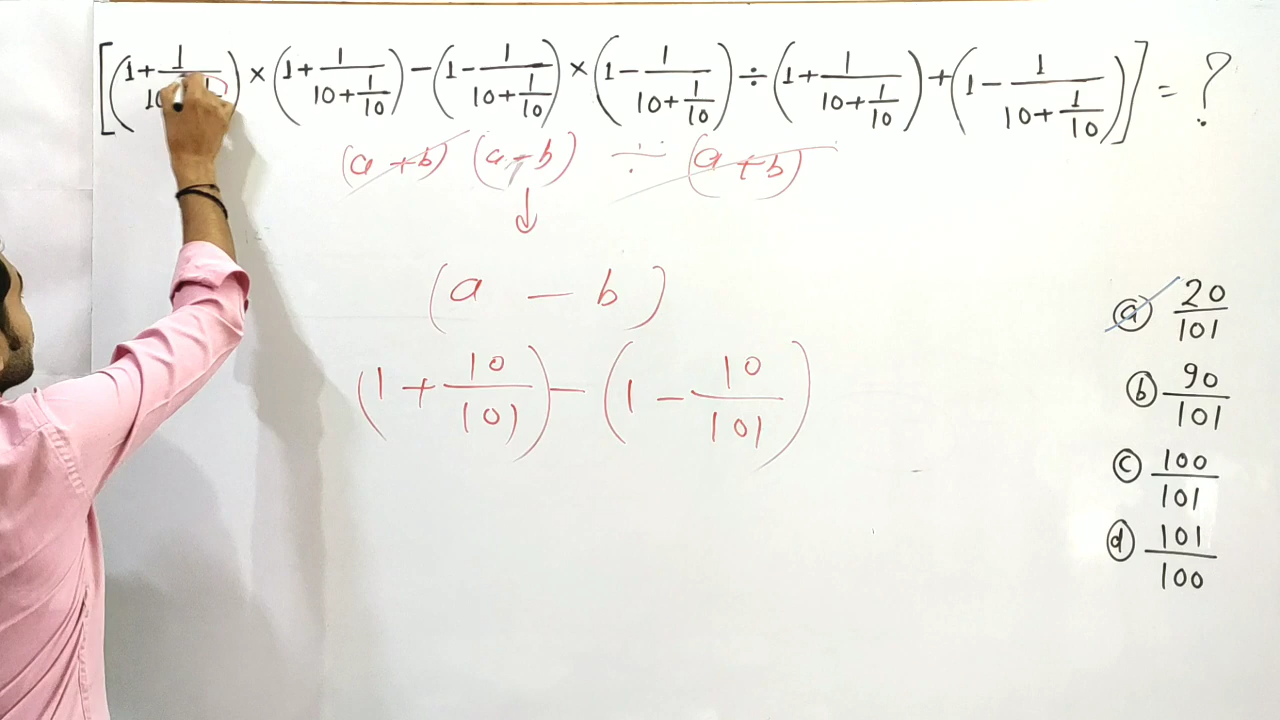 [(1+1/10) × (1+1/(10+1/10)) − (1−1/(10+1/10)) × (1−1/(10+1/10)) ÷ (1+1/(10+1/10)) + (1−1/(10+1/10))] = ?
(a+b) (a-b) ÷ (a+b)
↓
(a − b)
(1 + 10/101) − (1 − 10/101)
(a) 20/101
(b) 90/101
(c) 100/101
(d) 101/100